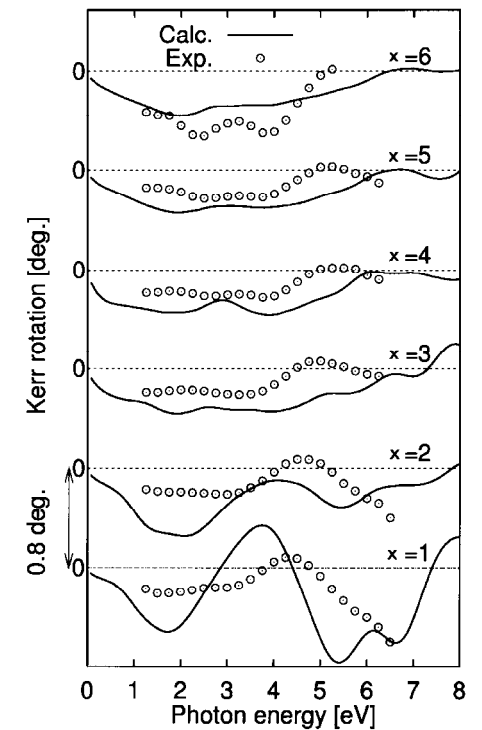 Calc.
Exp.
x =6
0
x =5
0
x =4
0
x =3
0
x =2
0
x =1
0
Kerr rotation [deg.]
0.8 deg.
0 1 2 3 4 5 6 7 8
Photon energy [eV]